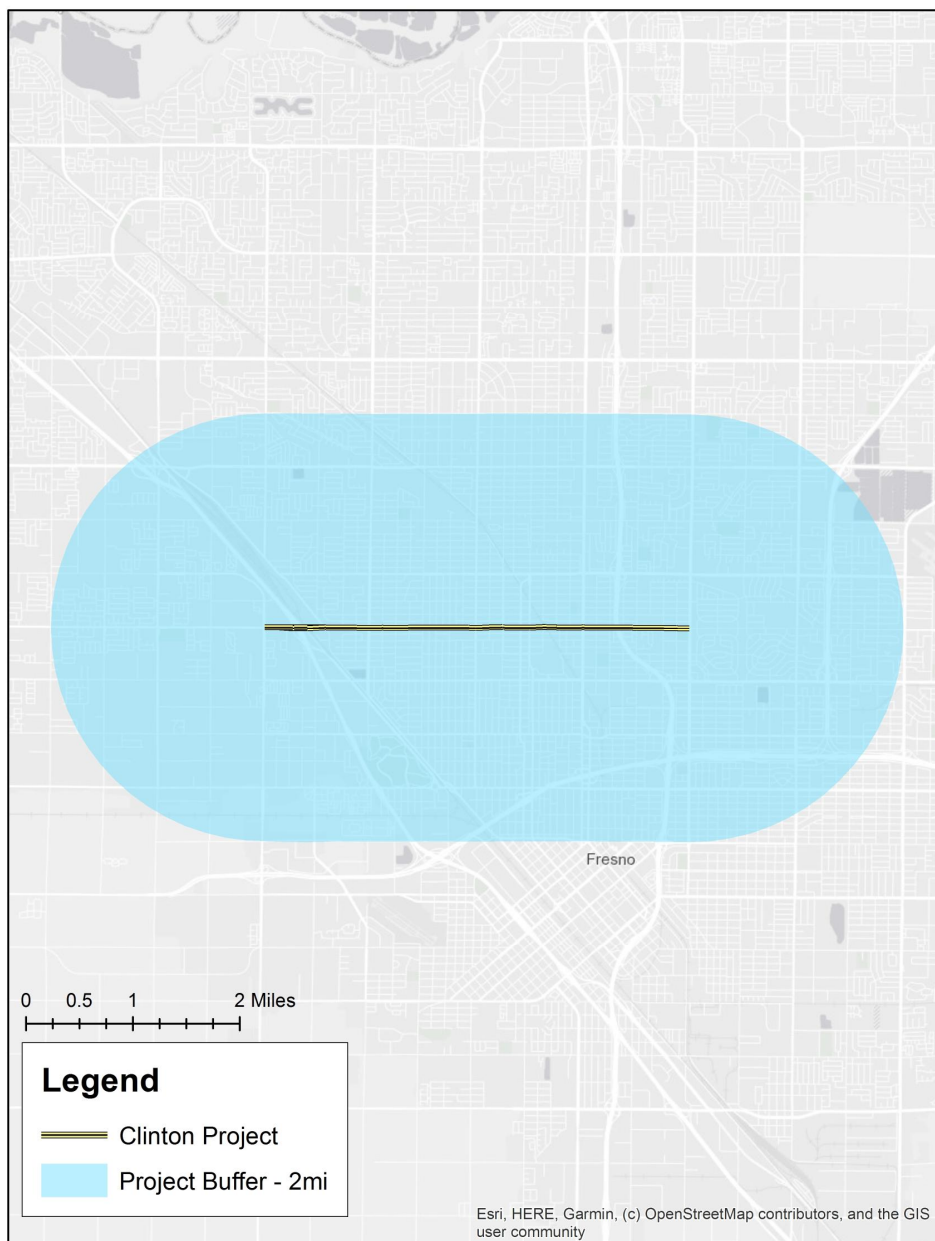 Fresno
0 0.5 1 2 Miles
Legend
Clinton Project
Project Buffer - 2mi
Esri, HERE, Garmin, (c) OpenStreetMap contributors, and the GIS
user community